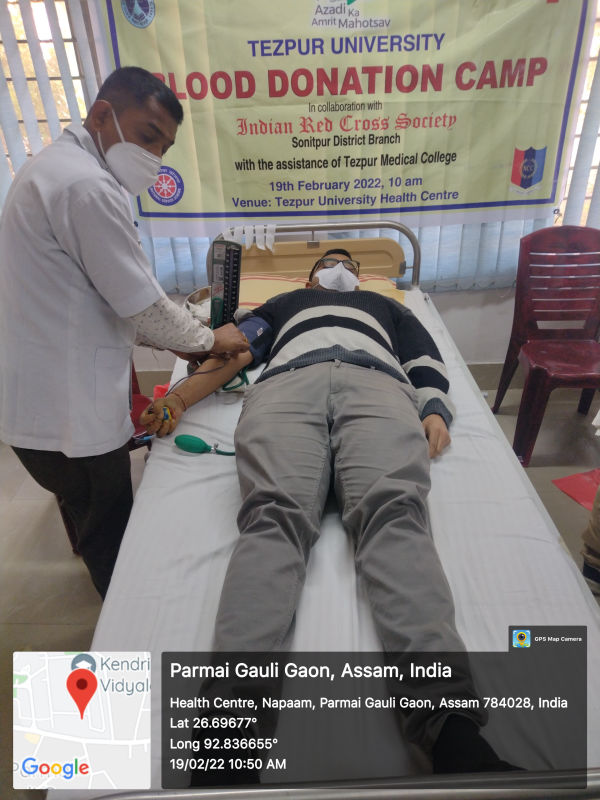 Azadi Ka
Amrit Mahotsav
TEZPUR UNIVERSITY
BLOOD DONATION CAMP
In collaboration with
Indian Red Cross Society
Sonitpur District Branch
with the assistance of Tezpur Medical College
19th February 2022, 10 am
Venue: Tezpur University Health Centre
NCC
GPS Map Camera
Kendri
Vidyal
Google
Parmai Gauli Gaon, Assam, India
Health Centre, Napaam, Parmai Gauli Gaon, Assam 784028, India
Lat 26.69677°
Long 92.836655°
19/02/22 10:50 AM